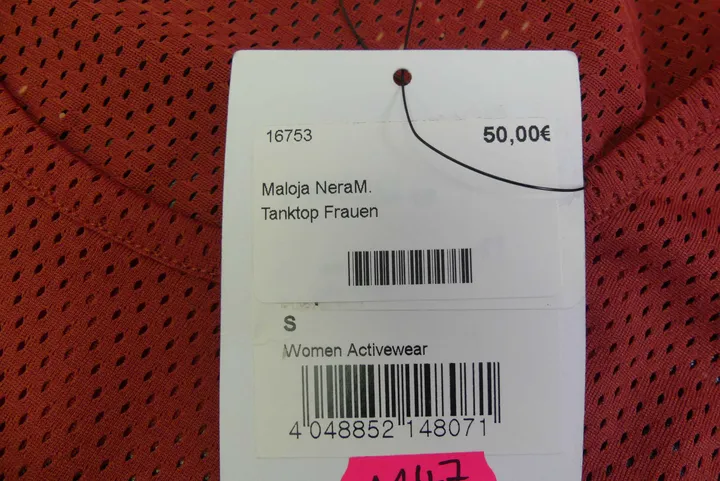 16753 50,00€
Maloja NeraM.
Tanktop Frauen
S
Women Activewear
4 048852 148071